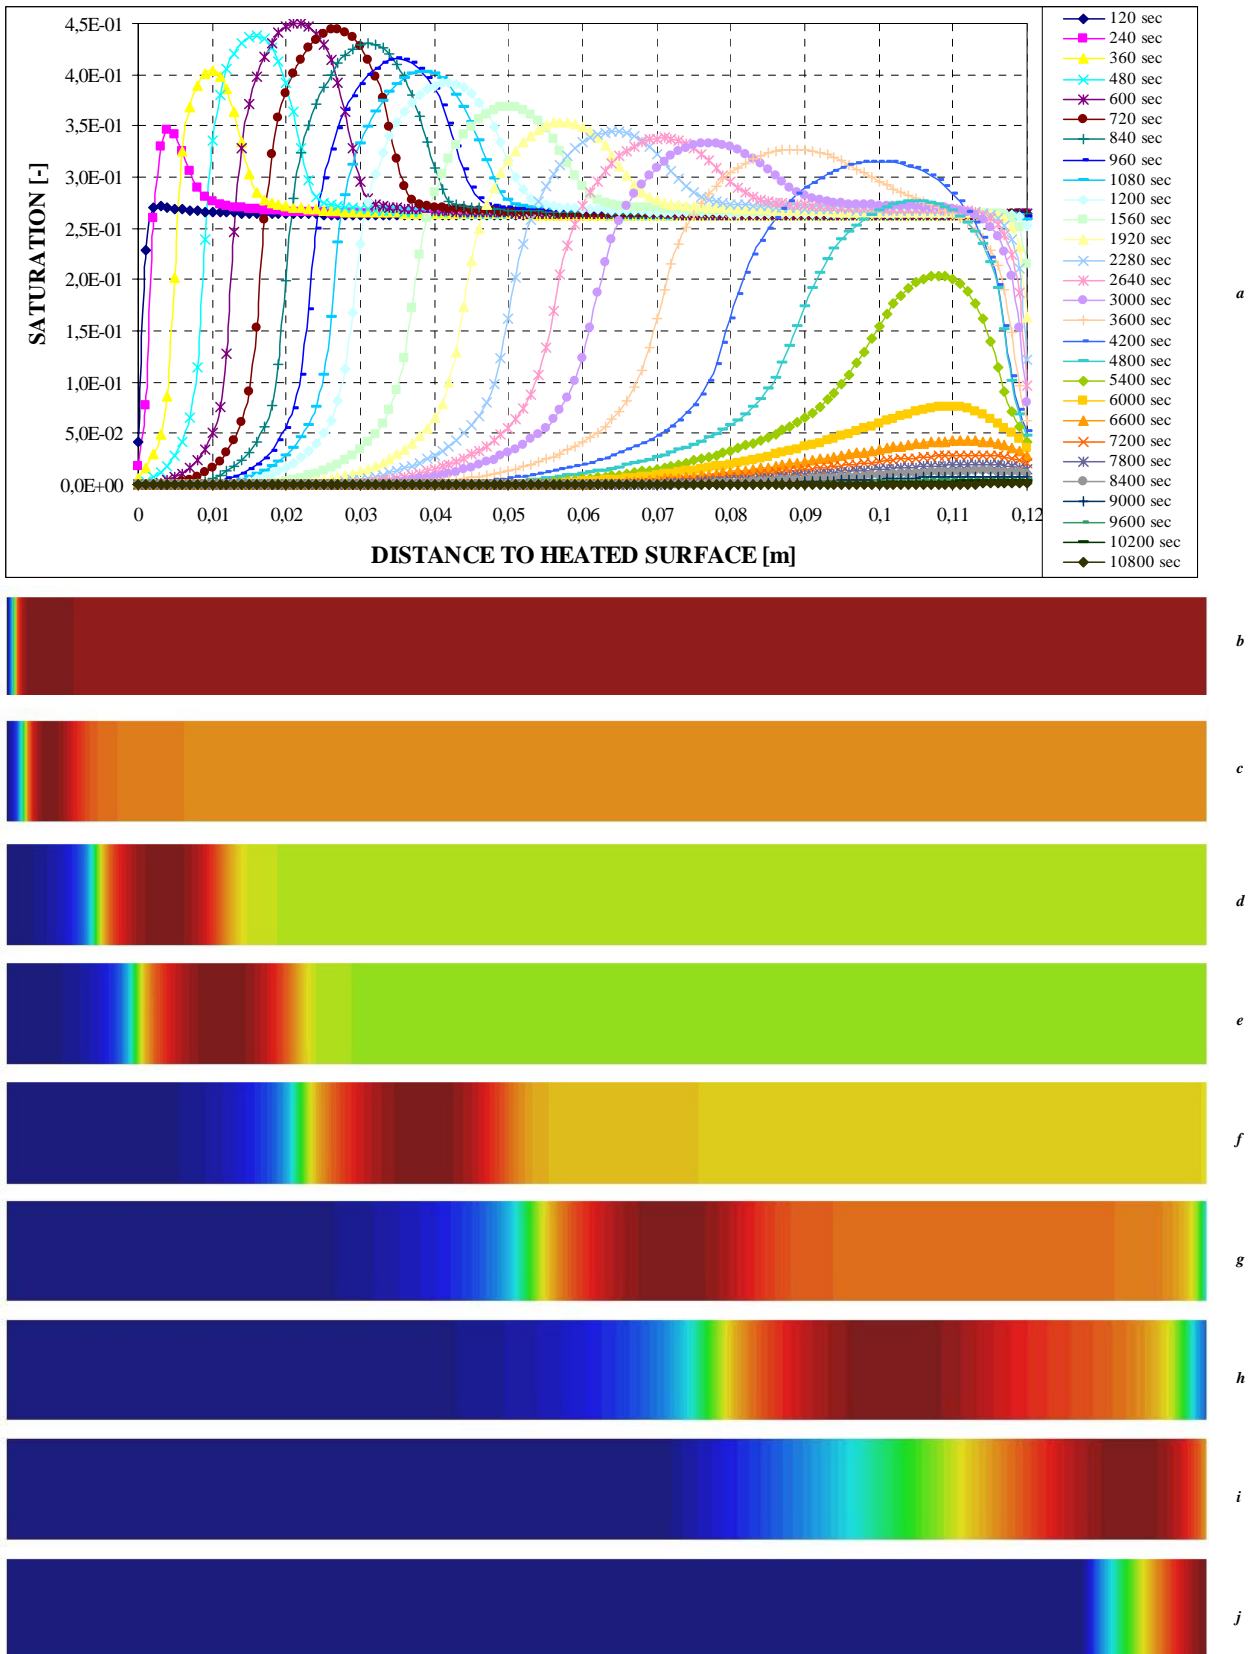 4,5E-01
4,0E-01
3,5E-01
3,0E-01
2,5E-01
2,0E-01
1,5E-01
1,0E-01
5,0E-02
0,0E+00
SATURATION [-]
0 0,01 0,02 0,03 0,04 0,05 0,06 0,07 0,08 0,09 0,1 0,11 0,12
DISTANCE TO HEATED SURFACE [m]
120 sec
240 sec
360 sec
480 sec
600 sec
720 sec
840 sec
960 sec
1080 sec
1200 sec
1560 sec
1920 sec
2280 sec
2640 sec
3000 sec
3600 sec
4200 sec
4800 sec
5400 sec
6000 sec
6600 sec
7200 sec
7800 sec
8400 sec
9000 sec
9600 sec
10200 sec
10800 sec
a
b
c
d
e
f
g
h
i
j